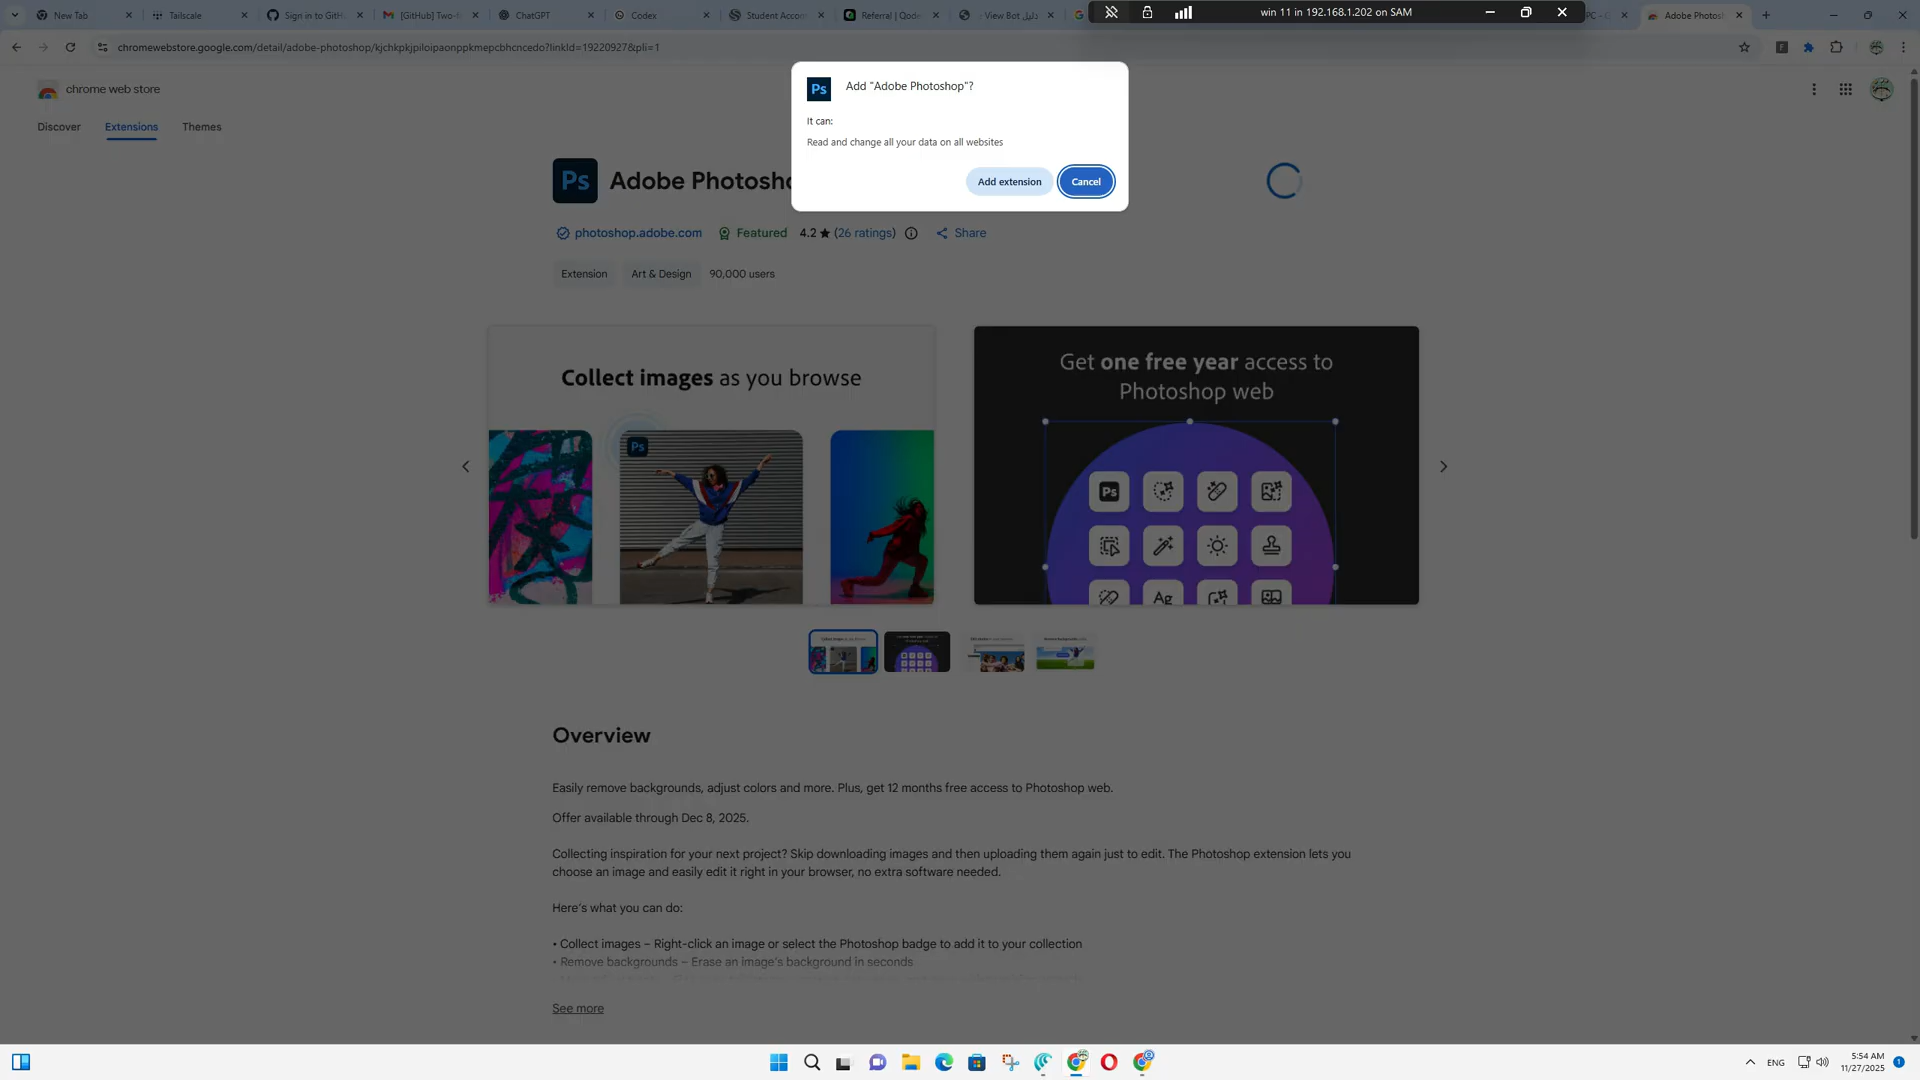 New Tab
Tailscale
Sign in to GitH
[GitHub] Two-
ChatGPT
Codex
Student Accom
Referral | Qode
دليل View Bot
win 11 in 192.168.1.202 on SAM
Adobe Photosh
chromewebstore.google.com/detail/adobe-photoshop/kjchkpkjpiloipaonppkmepcbhcncedo?linkId=19220927&pli=1
chrome web store
Discover
Extensions
Themes
Ps
Add "Adobe Photoshop"?
It can:
Read and change all your data on all websites
Add extension
Cancel
Ps
Adobe Photosho
photoshop.adobe.com
Featured
4.2 ★ (26 ratings)
Share
Extension
Art & Design
90,000 users
Collect images as you browse
Ps
Get one free year access to
Photoshop web
Ps
Ag
Overview
Easily remove backgrounds, adjust colors and more. Plus, get 12 months free access to Photoshop web.
Offer available through Dec 8, 2025.
Collecting inspiration for your next project? Skip downloading images and then uploading them again just to edit. The Photoshop extension lets you
choose an image and easily edit it right in your browser, no extra software needed.
Here's what you can do:
• Collect images – Right-click an image or select the Photoshop badge to add it to your collection
• Remove backgrounds – Erase an image's background in seconds
See more
ENG
5:54 AM
11/27/2025
1